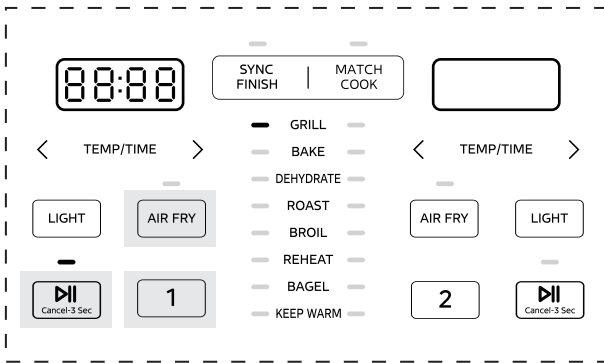 88:88
SYNC FINISH
MATCH COOK
TEMP/TIME
GRILL
BAKE
DEHYDRATE
ROAST
BROIL
REHEAT
BAGEL
KEEP WARM
TEMP/TIME
LIGHT
AIR FRY
AIR FRY
LIGHT
Cancel-3 Sec
1
2
Cancel-3 Sec